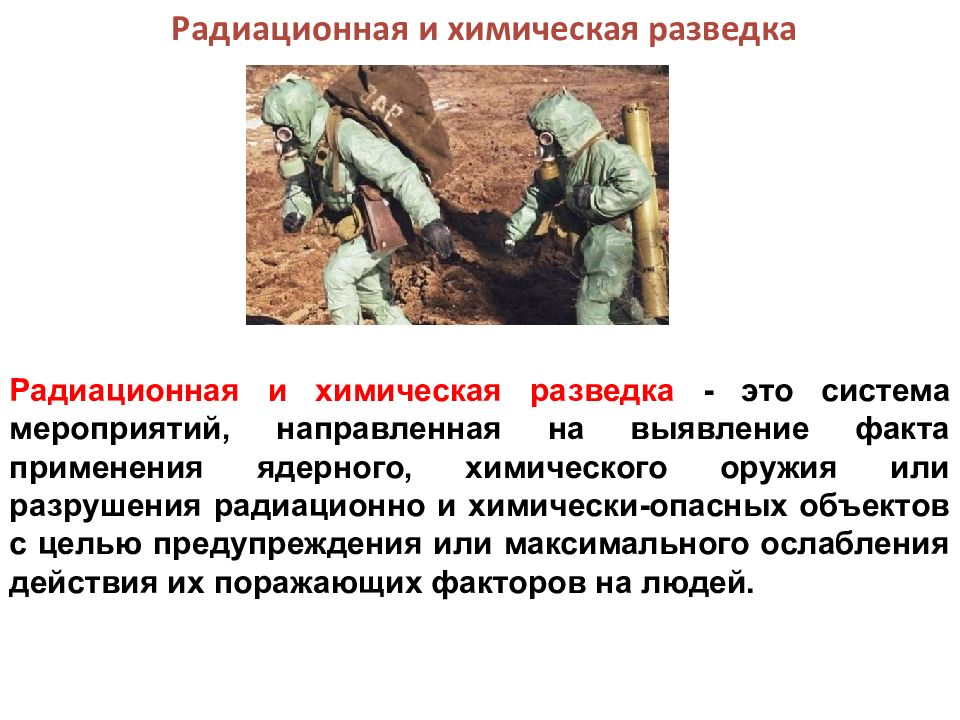 Радиационная и химическая разведка
ЗАВ
Радиационная и химическая разведка - это система
мероприятий, направленная на выявление факта
применения ядерного, химического оружия или
разрушения радиационно и химически-опасных объектов
с целью предупреждения или максимального ослабления
действия их поражающих факторов на людей.